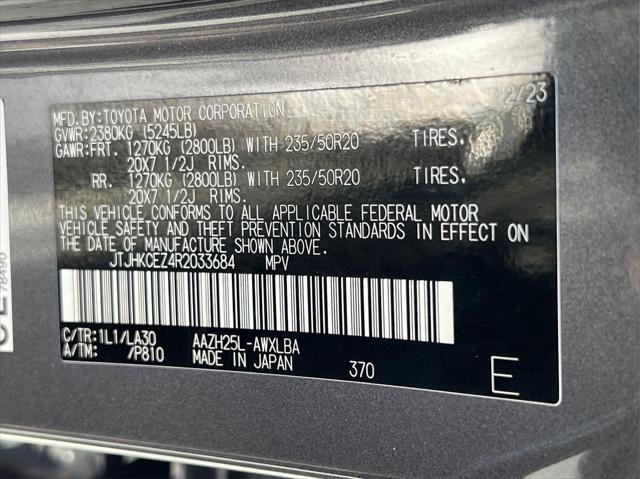 MFD.BY:TOYOTA MOTOR CORPORATION 12/23
GVWR:2380KG (5245LB)
GAWR:FRT. 1270KG (2800LB) WITH 235/50R20 TIRES.
20X7 1/2J RIMS.
RR. 1270KG (2800LB) WITH 235/50R20 TIRES.
20X7 1/2J RIMS.
THIS VEHICLE CONFORMS TO ALL APPLICABLE FEDERAL MOTOR
VEHICLE SAFETY AND THEFT PREVENTION STANDARDS IN EFFECT ON
THE DATE OF MANUFACTURE SHOWN ABOVE.
JTJHKCEZ4R2033684 MPV
C/TR:1L1/LA30 AAZH25L-AWXLBA
A/TM: /P810 MADE IN JAPAN 370
E
78490